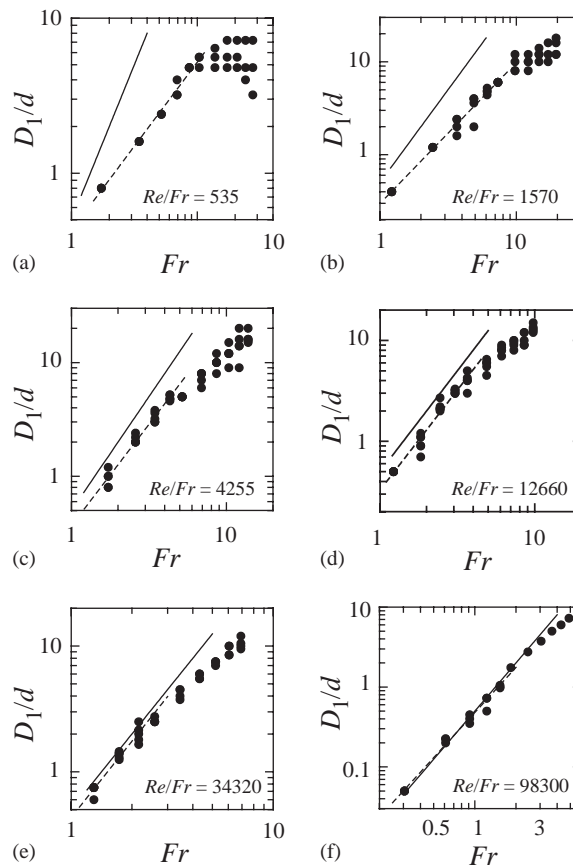 10
D1/d
1
Re/Fr = 535
1 10
(a) Fr
10
D1/d
1
Re/Fr = 1570
1 10
(b) Fr
10
D1/d
1
Re/Fr = 4255
1 10
(c) Fr
10
D1/d
1
Re/Fr = 12660
1 10
(d) Fr
10
D1/d
1
Re/Fr = 34320
1 10
(e) Fr
10
D1/d
1
0.1
Re/Fr = 98300
0.5 1 3
(f) Fr